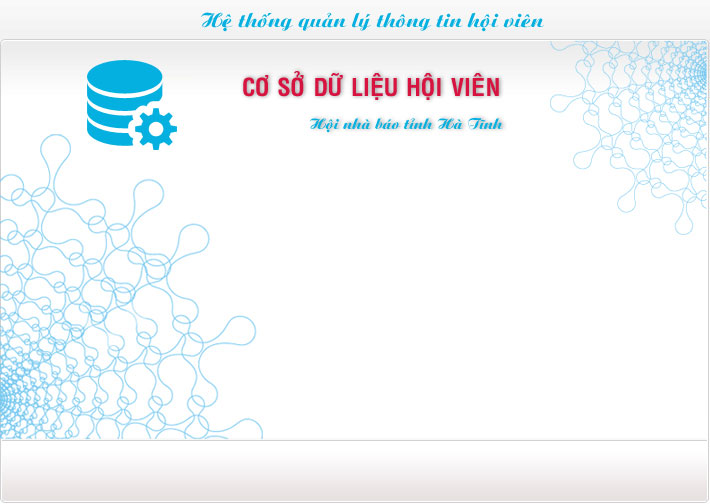 Hệ thống quản lý thông tin hội viên
CƠ SỞ DỮ LIỆU HỘI VIÊN
Hội nhà báo tỉnh Hà Tĩnh